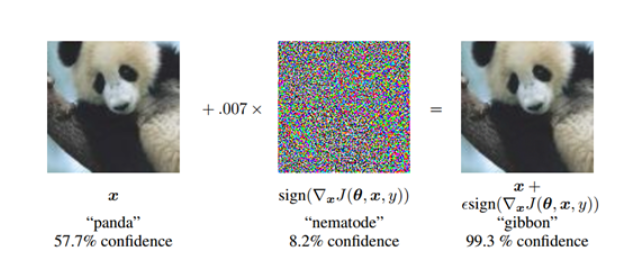 + .007 ×
=
x
sign(∇ₓJ(θ, x, y))
x +
ϵsign(∇ₓJ(θ, x, y))
“panda”
“nematode”
“gibbon”
57.7% confidence
8.2% confidence
99.3 % confidence